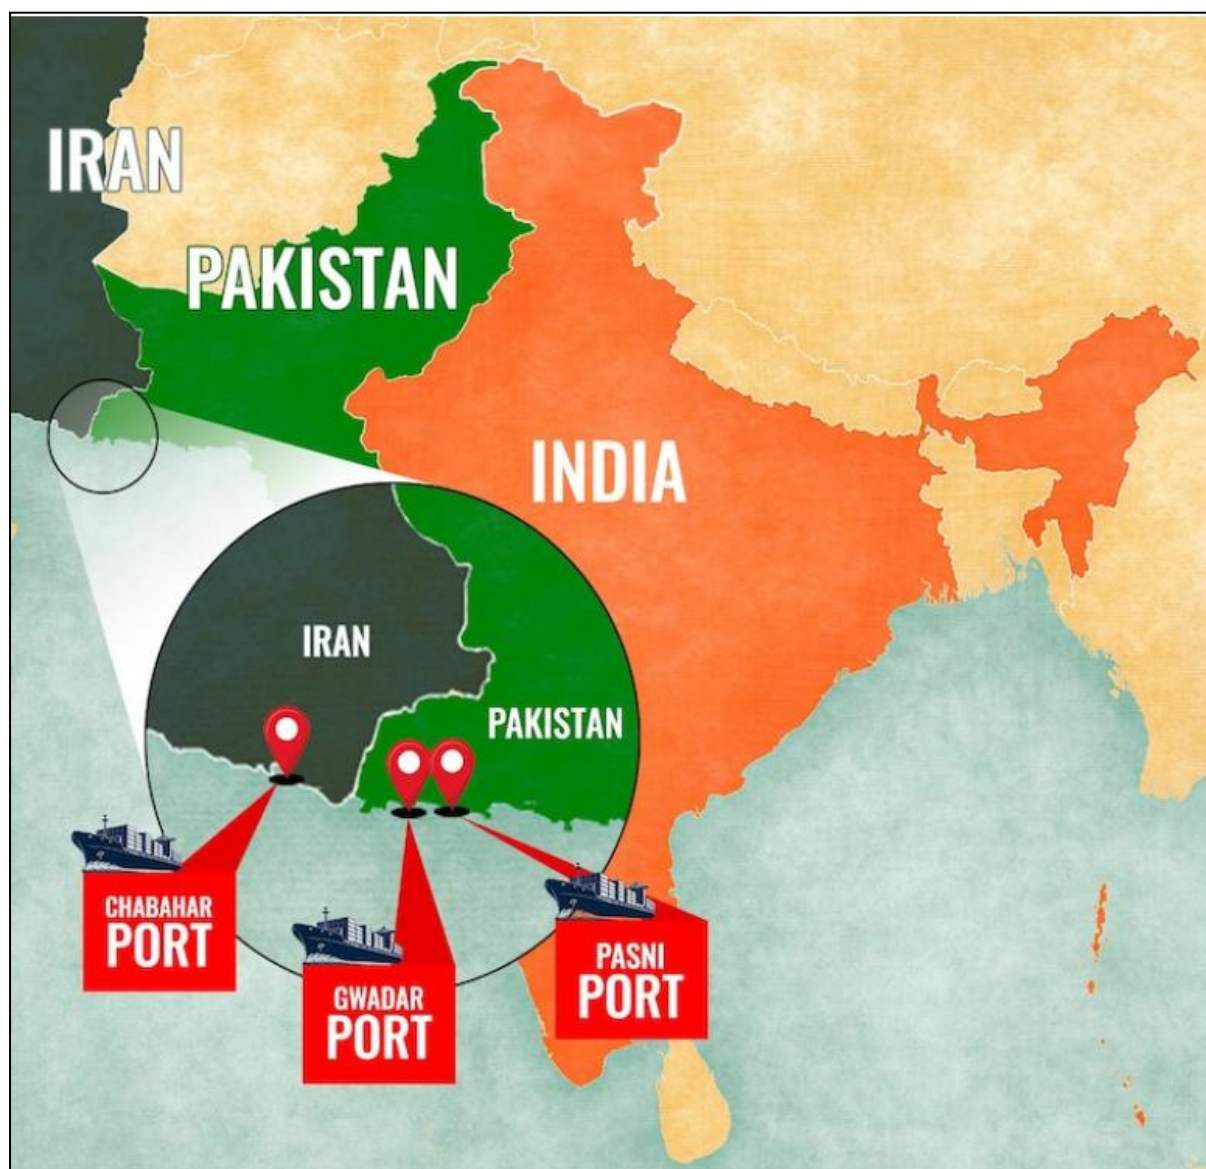 IRAN
PAKISTAN
INDIA
IRAN
PAKISTAN
CHABAHAR
PORT
GWADAR
PORT
PASNI
PORT